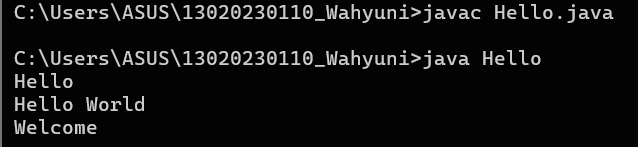 C:\Users\ASUS\13020230110_Wahyuni>javac Hello.java
C:\Users\ASUS\13020230110_Wahyuni>java Hello
Hello
Hello World
Welcome